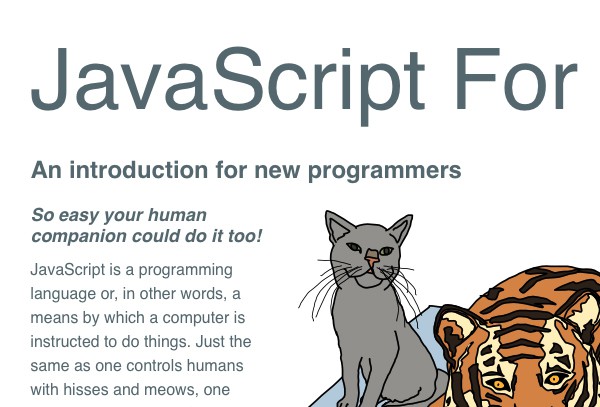 JavaScript For
An introduction for new programmers
So easy your human
companion could do it too!
JavaScript is a programming
language or, in other words, a
means by which a computer is
instructed to do things. Just the
same as one controls humans
with hisses and meows, one